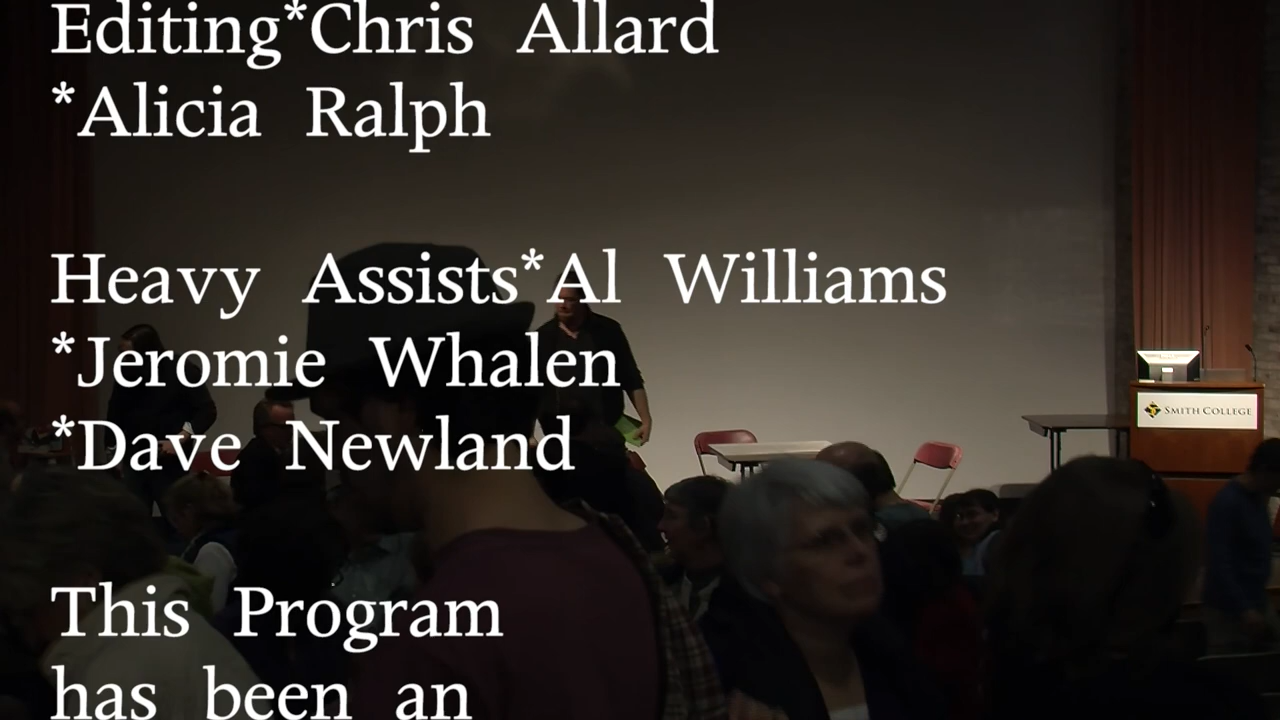 Editing*Chris Allard
*Alicia Ralph
Heavy Assists*Al Williams
*Jeromie Whalen
*Dave Newland
SMITH COLLEGE
This Program
has been an